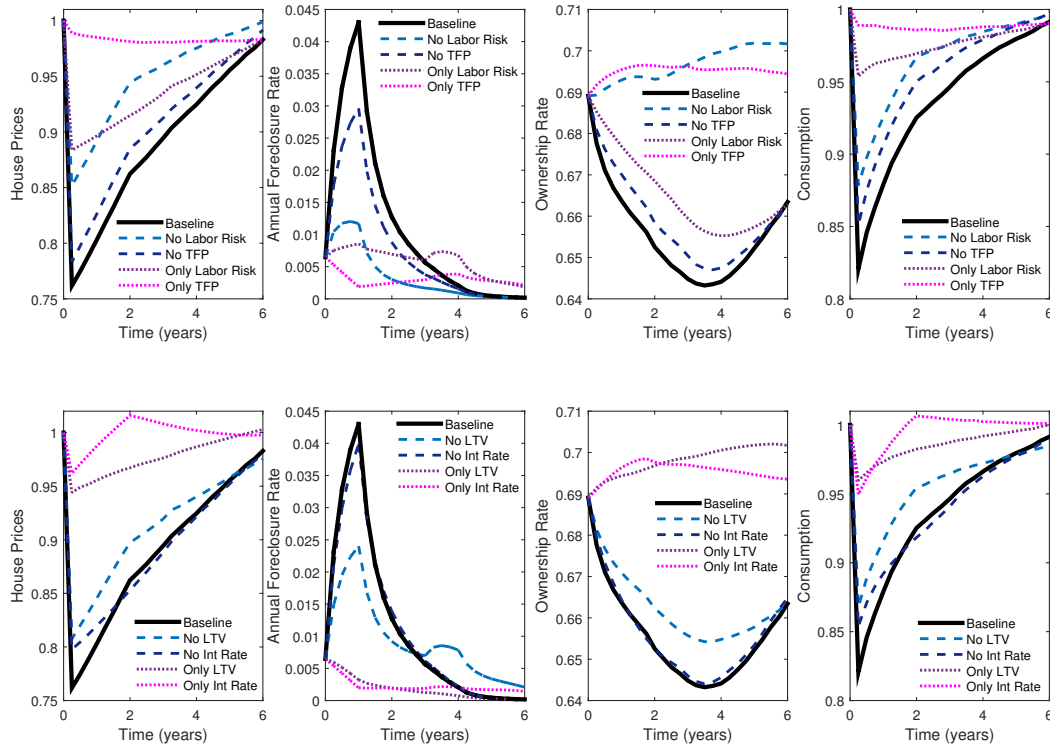 House Prices
1
0.95
0.9
0.85
0.8
0.75
0 2 4 6
Time (years)
Baseline
No Labor Risk
No TFP
Only Labor Risk
Only TFP
Annual Foreclosure Rate
0.045
0.04
0.035
0.03
0.025
0.02
0.015
0.01
0.005
0
0 2 4 6
Time (years)
Baseline
No Labor Risk
No TFP
Only Labor Risk
Only TFP
Ownership Rate
0.71
0.7
0.69
0.68
0.67
0.66
0.65
0.64
0 2 4 6
Time (years)
Baseline
No Labor Risk
No TFP
Only Labor Risk
Only TFP
Consumption
1
0.95
0.9
0.85
0.8
0 2 4 6
Time (years)
Baseline
No Labor Risk
No TFP
Only Labor Risk
Only TFP
House Prices
1
0.95
0.9
0.85
0.8
0.75
0.7
0 2 4 6
Time (years)
Baseline
No LTV
No Int Rate
Only LTV
Only Int Rate
Annual Foreclosure Rate
0.045
0.04
0.035
0.03
0.025
0.02
0.015
0.01
0.005
0
0 2 4 6
Time (years)
Baseline
No LTV
No Int Rate
Only LTV
Only Int Rate
Ownership Rate
0.71
0.7
0.69
0.68
0.67
0.66
0.65
0.64
0 2 4 6
Time (years)
Baseline
No LTV
No Int Rate
Only LTV
Only Int Rate
Consumption
1
0.95
0.9
0.85
0.8
0 2 4 6
Time (years)
Baseline
No LTV
No Int Rate
Only LTV
Only Int Rate